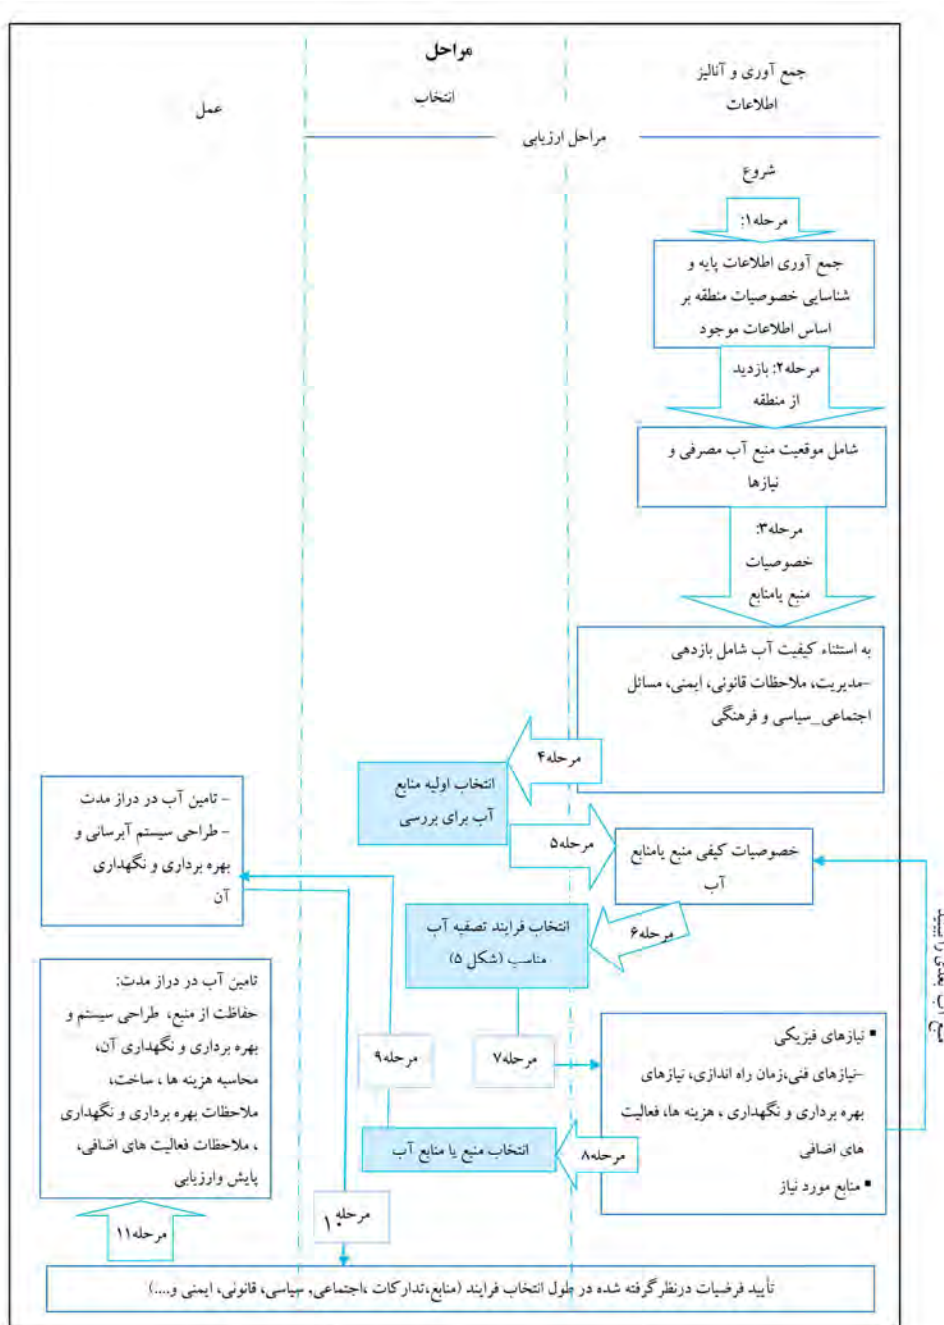 مراحل
جمع آوری و آنالیز
اطلاعات
انتخاب
عمل
مراحل ارزیابی
شروع
مرحله۱:
جمع آوری اطلاعات پایه و
شناسایی خصوصیات منطقه بر
اساس اطلاعات موجود
مرحله۲: بازدید
از منطقه
شامل موقعیت منبع آب مصرفی و
نیازها
مرحله۳:
خصوصیات
منبع یامنابع
به استثناء کیفیت آب شامل بازدهی
-مدیریت، ملاحظات قانونی، ایمنی، مسائل
اجتماعی_سیاسی و فرهنگی
مرحله۴
انتخاب اولیه منابع
آب برای بررسی
مرحله۵
خصوصیات کیفی منبع یامنابع
آب
مرحله۶
انتخاب فرایند تصفیه آب
مناسب (شکل ۵)
مرحله۷
▪ نیازهای فیزیکی
-نیازهای فنی،زمان راه اندازی، نیازهای
بهره برداری و نگهداری ، هزینه ها، فعالیت
های اضافی
▪ منابع مورد نیاز
مرحله۸
انتخاب منبع یا منابع آب
مرحله۹
- تامین آب در دراز مدت
- طراحی سیستم آبرسانی و
بهره برداری و نگهداری
آن
مرحله۱۰
تأیید فرضیات درنظرگرفته شده در طول انتخاب فرایند (منابع،تدارکات ،اجتماعی, سیاسی، قانونی، ایمنی و....)
مرحله۱۱
تامین آب در دراز مدت:
حفاظت از منبع، طراحی سیستم و
بهره برداری و نگهداری آن،
محاسبه هزینه ها ، ساخت،
ملاحظات بهره برداری و نگهداری
، ملاحظات فعالیت های اضافی،
پایش وارزیابی
آب بعدی را ببینید